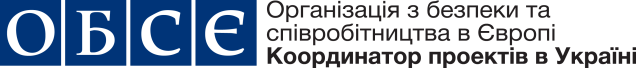 ОБСЄ
Організація з безпеки та
співробітництва в Європі
Координатор проектів в Україні